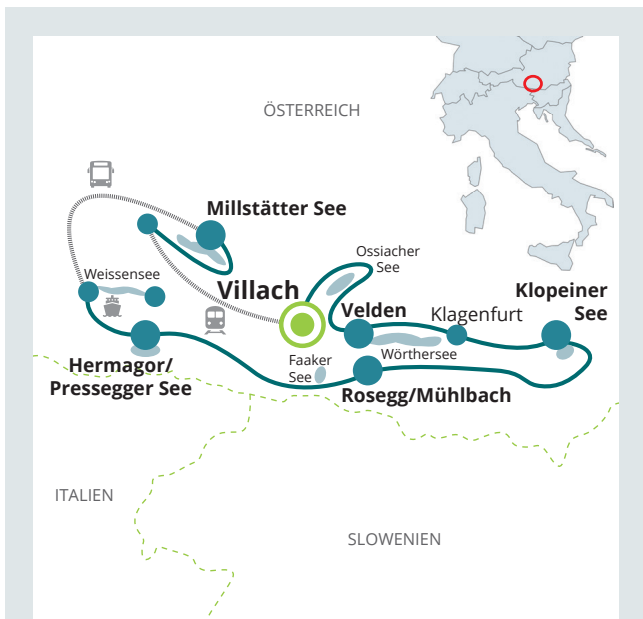 ÖSTERREICH
Millstätter See
Ossiacher
See
Weissensee
Villach
Velden
Klagenfurt
Klopeiner
See
Hermagor/
Pressegger See
Faaker
See
Wörthersee
Rosegg/Mühlbach
ITALIEN
SLOWENIEN